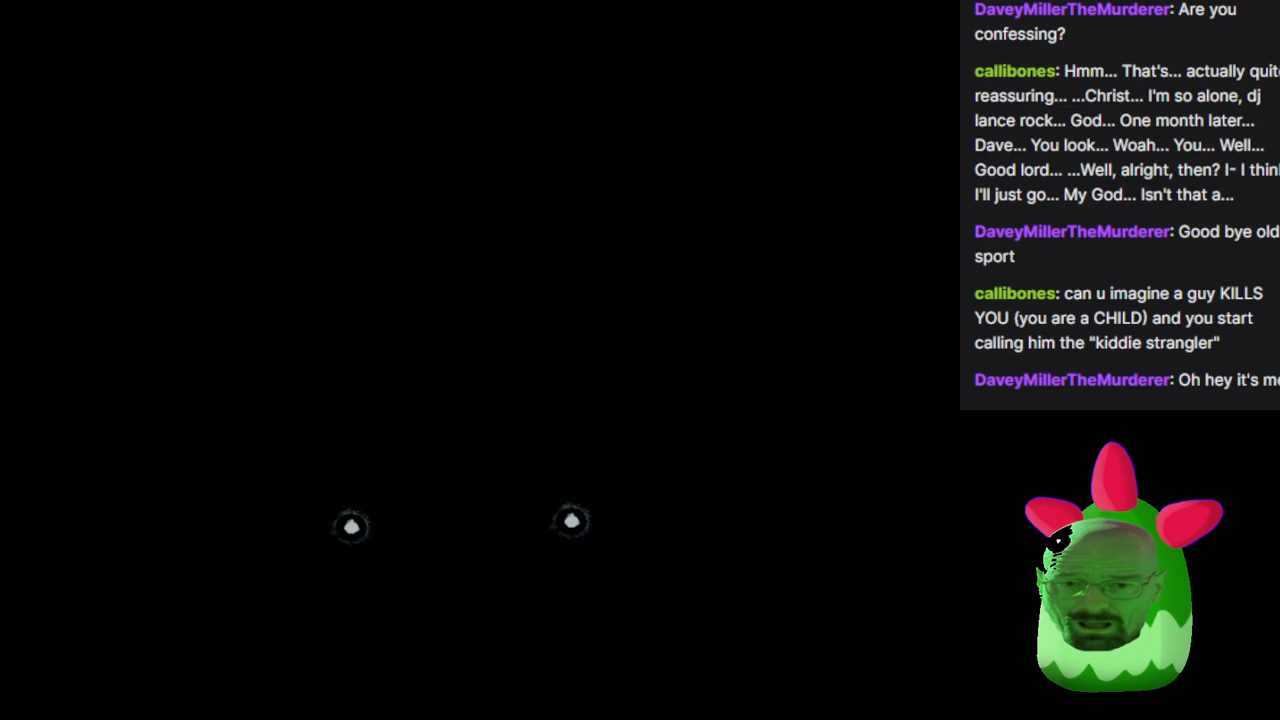 DaveyMillerTheMurderer: Are you
confessing?
callibones: Hmm... That's... actually quite
reassuring... ...Christ... I'm so alone, dj
lance rock... God... One month later...
Dave... You look... Woah... You... Well...
Good lord... ...Well, alright, then? I- I think
I'll just go... My God... Isn't that a...
DaveyMillerTheMurderer: Good bye old
sport
callibones: can u imagine a guy KILLS
YOU (you are a CHILD) and you start
calling him the "kiddie strangler"
DaveyMillerTheMurderer: Oh hey it's me